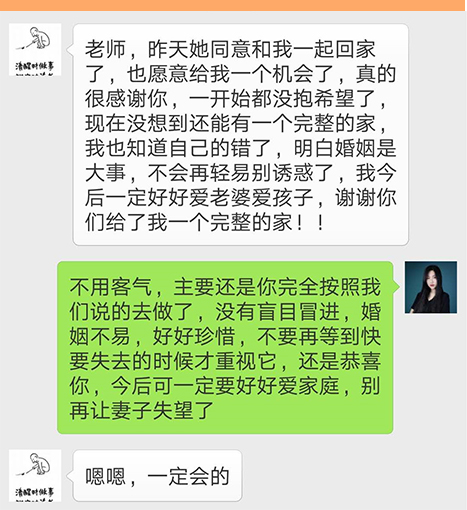 清醒时做事
老师，昨天她同意和我一起回家
了，也愿意给我一个机会了，真的
很感谢你，一开始都没抱希望了，
现在没想到还能有一个完整的家，
我也知道自己的错了，明白婚姻是
大事，不会再轻易别诱惑了，我今
后一定好好爱老婆爱孩子，谢谢你
们给了我一个完整的家！！
不用客气，主要还是你完全按照我
们说的去做了，没有盲目冒进，婚
姻不易，好好珍惜，不要再等到快
要失去的时候才重视它，还是恭喜
你，今后可一定要好好爱家庭，别
再让妻子失望了
清醒时做事
嗯嗯，一定会的